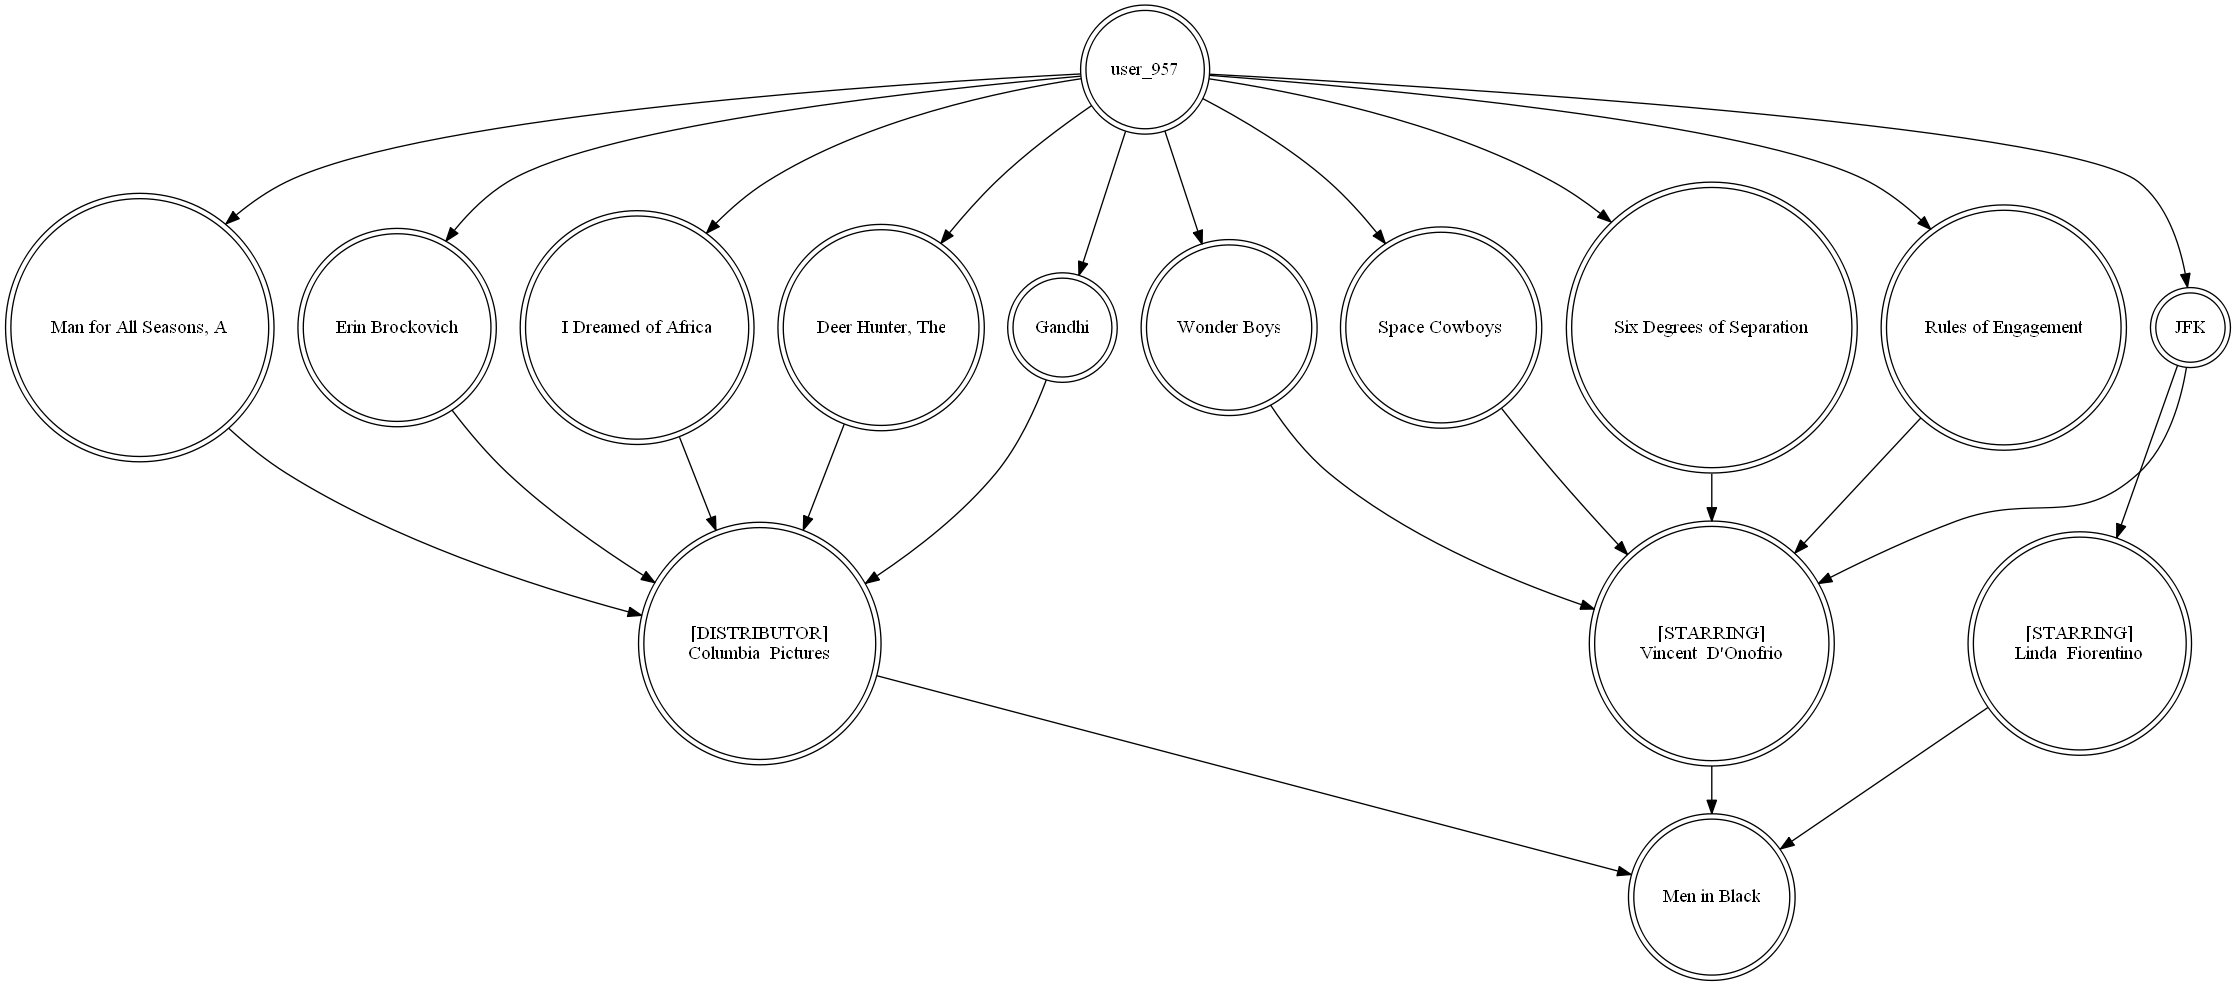 user_957
Man for All Seasons, A
Erin Brockovich
I Dreamed of Africa
Deer Hunter, The
Gandhi
Wonder Boys
Space Cowboys
Six Degrees of Separation
Rules of Engagement
JFK
[DISTRIBUTOR]
Columbia Pictures
[STARRING]
Vincent D'Onofrio
[STARRING]
Linda Fiorentino
Men in Black